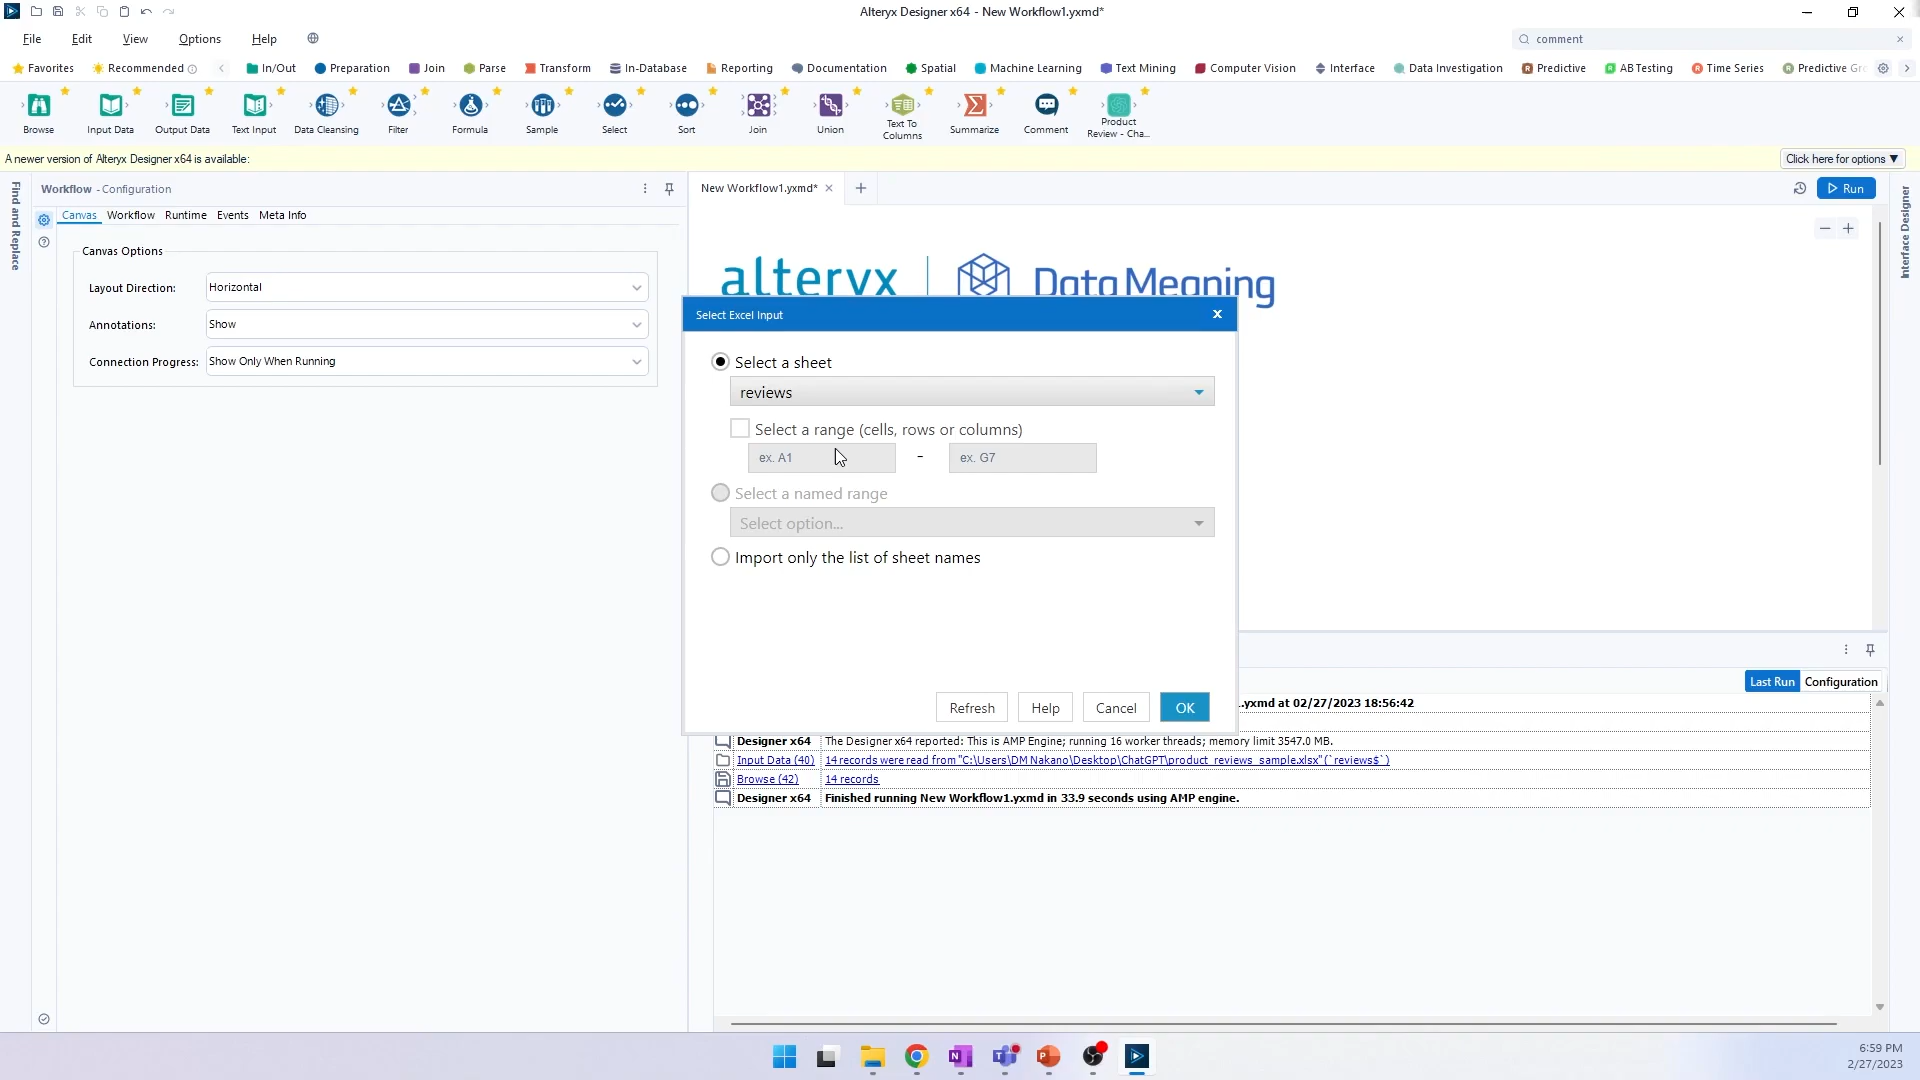 Alteryx Designer x64 - New Workflow1.yxmd*
File Edit View Options Help
comment
Favorites Recommended In/Out Preparation Join Parse Transform In-Database Reporting Documentation Spatial Machine Learning Text Mining Computer Vision Interface Data Investigation Predictive AB Testing Time Series Predictive Gr
Browse Input Data Output Data Text Input Data Cleansing Filter Formula Sample Select Sort Join Union Text To Columns Summarize Comment Product Review - Cha...
A newer version of Alteryx Designer x64 is available:
Click here for options ▼
Find and Replace
Workflow - Configuration
Canvas Workflow Runtime Events Meta Info
Canvas Options
Layout Direction: Horizontal
Annotations: Show
Connection Progress: Show Only When Running
New Workflow1.yxmd*
Run
Interface Designer
alteryx | Data Meaning
Select Excel Input
Select a sheet
reviews
Select a range (cells, rows or columns)
ex. A1 - ex. G7
Select a named range
Select option...
Import only the list of sheet names
Refresh Help Cancel OK
Last Run Configuration
.yxmd at 02/27/2023 18:56:42
Designer x64 The Designer x64 reported: This is AMP Engine; running 16 worker threads; memory limit 3547.0 MB.
Input Data (40) 14 records were read from "C:\Users\DM Nakano\Desktop\ChatGPT\product_reviews_sample.xlsx" (`reviews$`)
Browse (42) 14 records
Designer x64 Finished running New Workflow1.yxmd in 33.9 seconds using AMP engine.
6:59 PM
2/27/2023